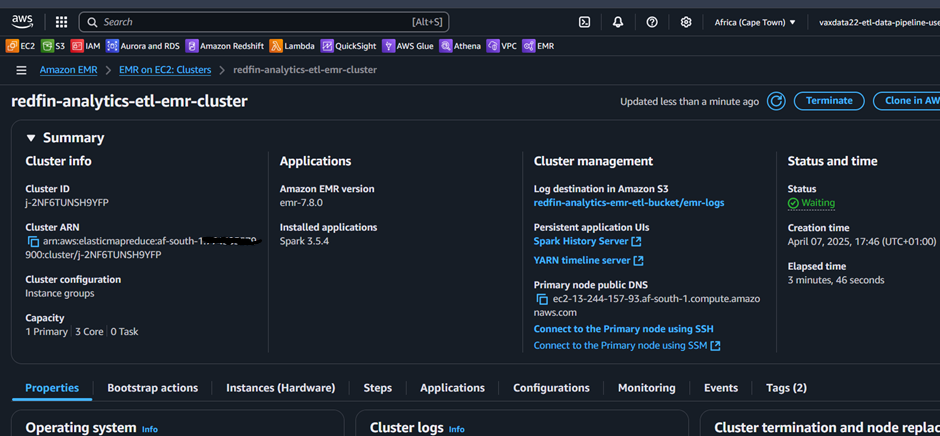 aws
Search [Alt+S] Africa (Cape Town) vaxdata22-etl-data-pipeline-use
EC2 S3 IAM Aurora and RDS Amazon Redshift Lambda QuickSight AWS Glue Athena VPC EMR
Amazon EMR > EMR on EC2: Clusters > redfin-analytics-etl-emr-cluster
redfin-analytics-etl-emr-cluster
Updated less than a minute ago Terminate Clone in AW
Summary
Cluster info
Cluster ID
j-2NF6TUNSH9YFP
Cluster ARN
arn:aws:elasticmapreduce:af-south-1:
900:cluster/j-2NF6TUNSH9YFP
Cluster configuration
Instance groups
Capacity
1 Primary | 3 Core | 0 Task
Applications
Amazon EMR version
emr-7.8.0
Installed applications
Spark 3.5.4
Cluster management
Log destination in Amazon S3
redfin-analytics-emr-etl-bucket/emr-logs
Persistent application UIs
Spark History Server
YARN timeline server
Primary node public DNS
ec2-13-244-157-93.af-south-1.compute.amazo
naws.com
Connect to the Primary node using SSH
Connect to the Primary node using SSM
Status and time
Status
Waiting
Creation time
April 07, 2025, 17:46 (UTC+01:00)
Elapsed time
3 minutes, 46 seconds
Properties Bootstrap actions Instances (Hardware) Steps Applications Configurations Monitoring Events Tags (2)
Operating system Info Cluster logs Info Cluster termination and node replac